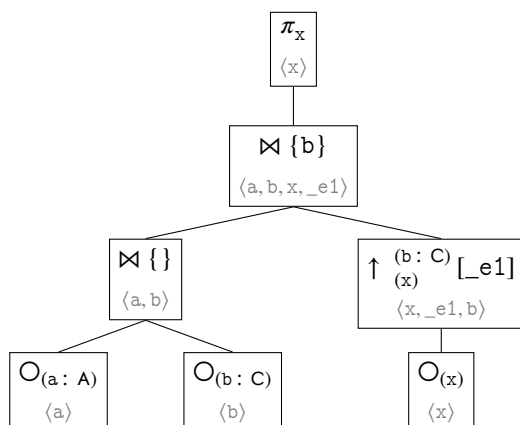 π_x
⟨x⟩
⋈ {b}
⟨a, b, x, _e1⟩
⋈ {}
⟨a, b⟩
↑ (b : C) (x) [_e1]
⟨x, _e1, b⟩
○(a : A)
⟨a⟩
○(b : C)
⟨b⟩
○(x)
⟨x⟩